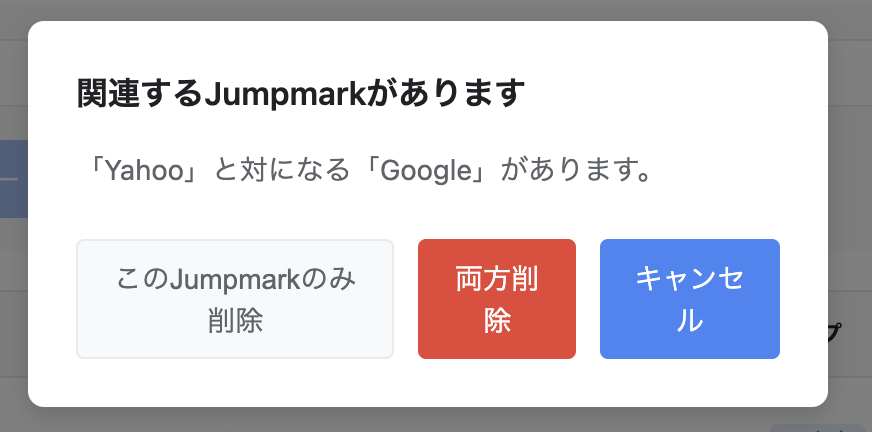 関連するJumpmarkがあります
「Yahoo」と対になる「Google」があります。
このJumpmarkのみ
削除
両方削
除
キャンセ
ル
プ